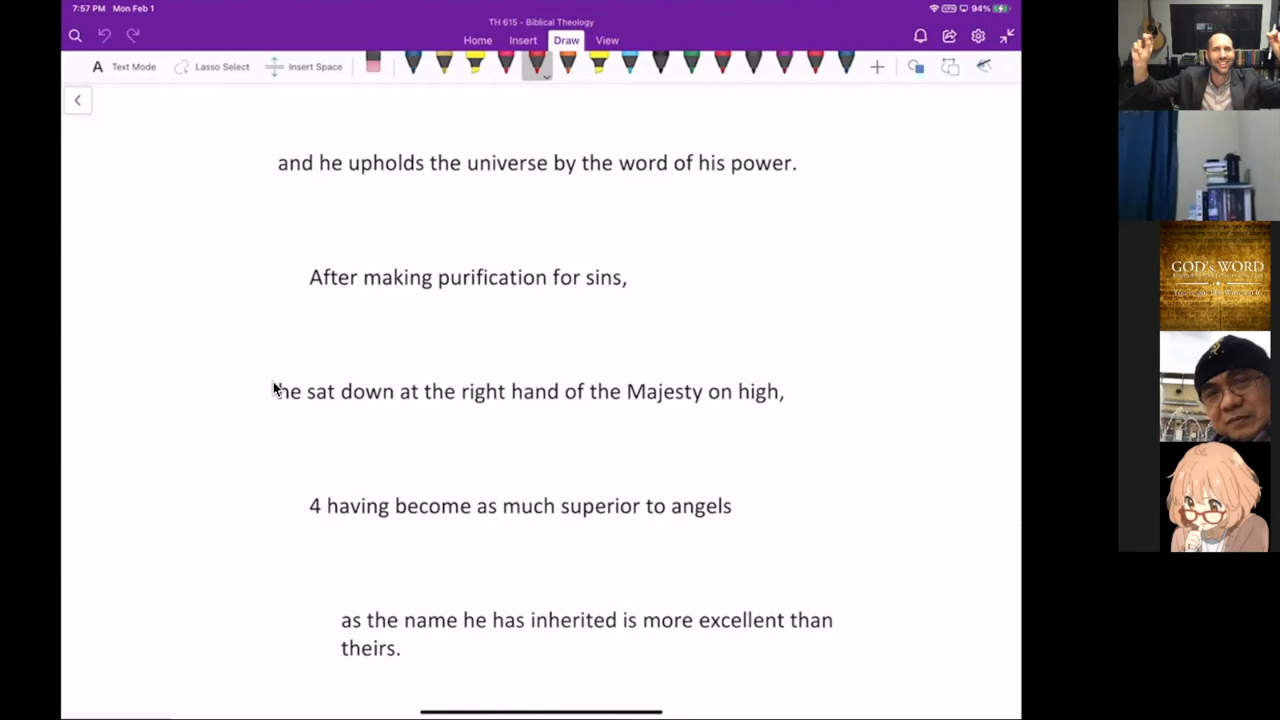 7:57 PM Mon Feb 1
94%
TH 615 - Biblical Theology
Home Insert Draw View
A Text Mode Lasso Select Insert Space
and he upholds the universe by the word of his power.
After making purification for sins,
he sat down at the right hand of the Majesty on high,
4 having become as much superior to angels
as the name he has inherited is more excellent than
theirs.
GOD's WORD